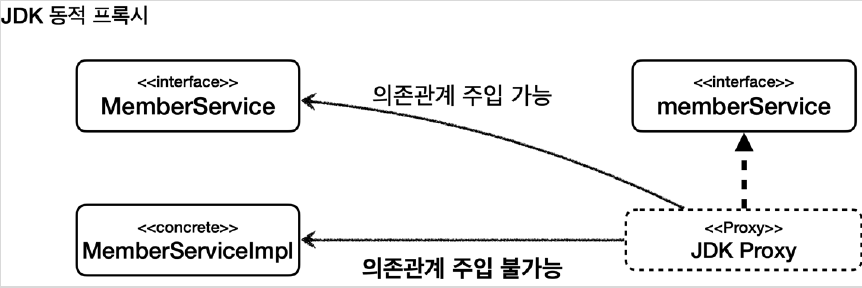 JDK 동적 프록시
<<interface>>
MemberService
의존관계 주입 가능
<<interface>>
memberService
<<concrete>>
MemberServiceImpl
의존관계 주입 불가능
<<Proxy>>
JDK Proxy